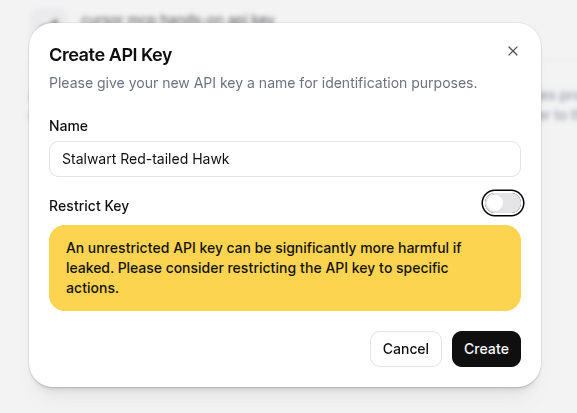 cursor mcp hands-on api key
Create API Key
Please give your new API key a name for identification purposes.
Name
Stalwart Red-tailed Hawk
Restrict Key
An unrestricted API key can be significantly more harmful if
leaked. Please consider restricting the API key to specific
actions.
Cancel
Create